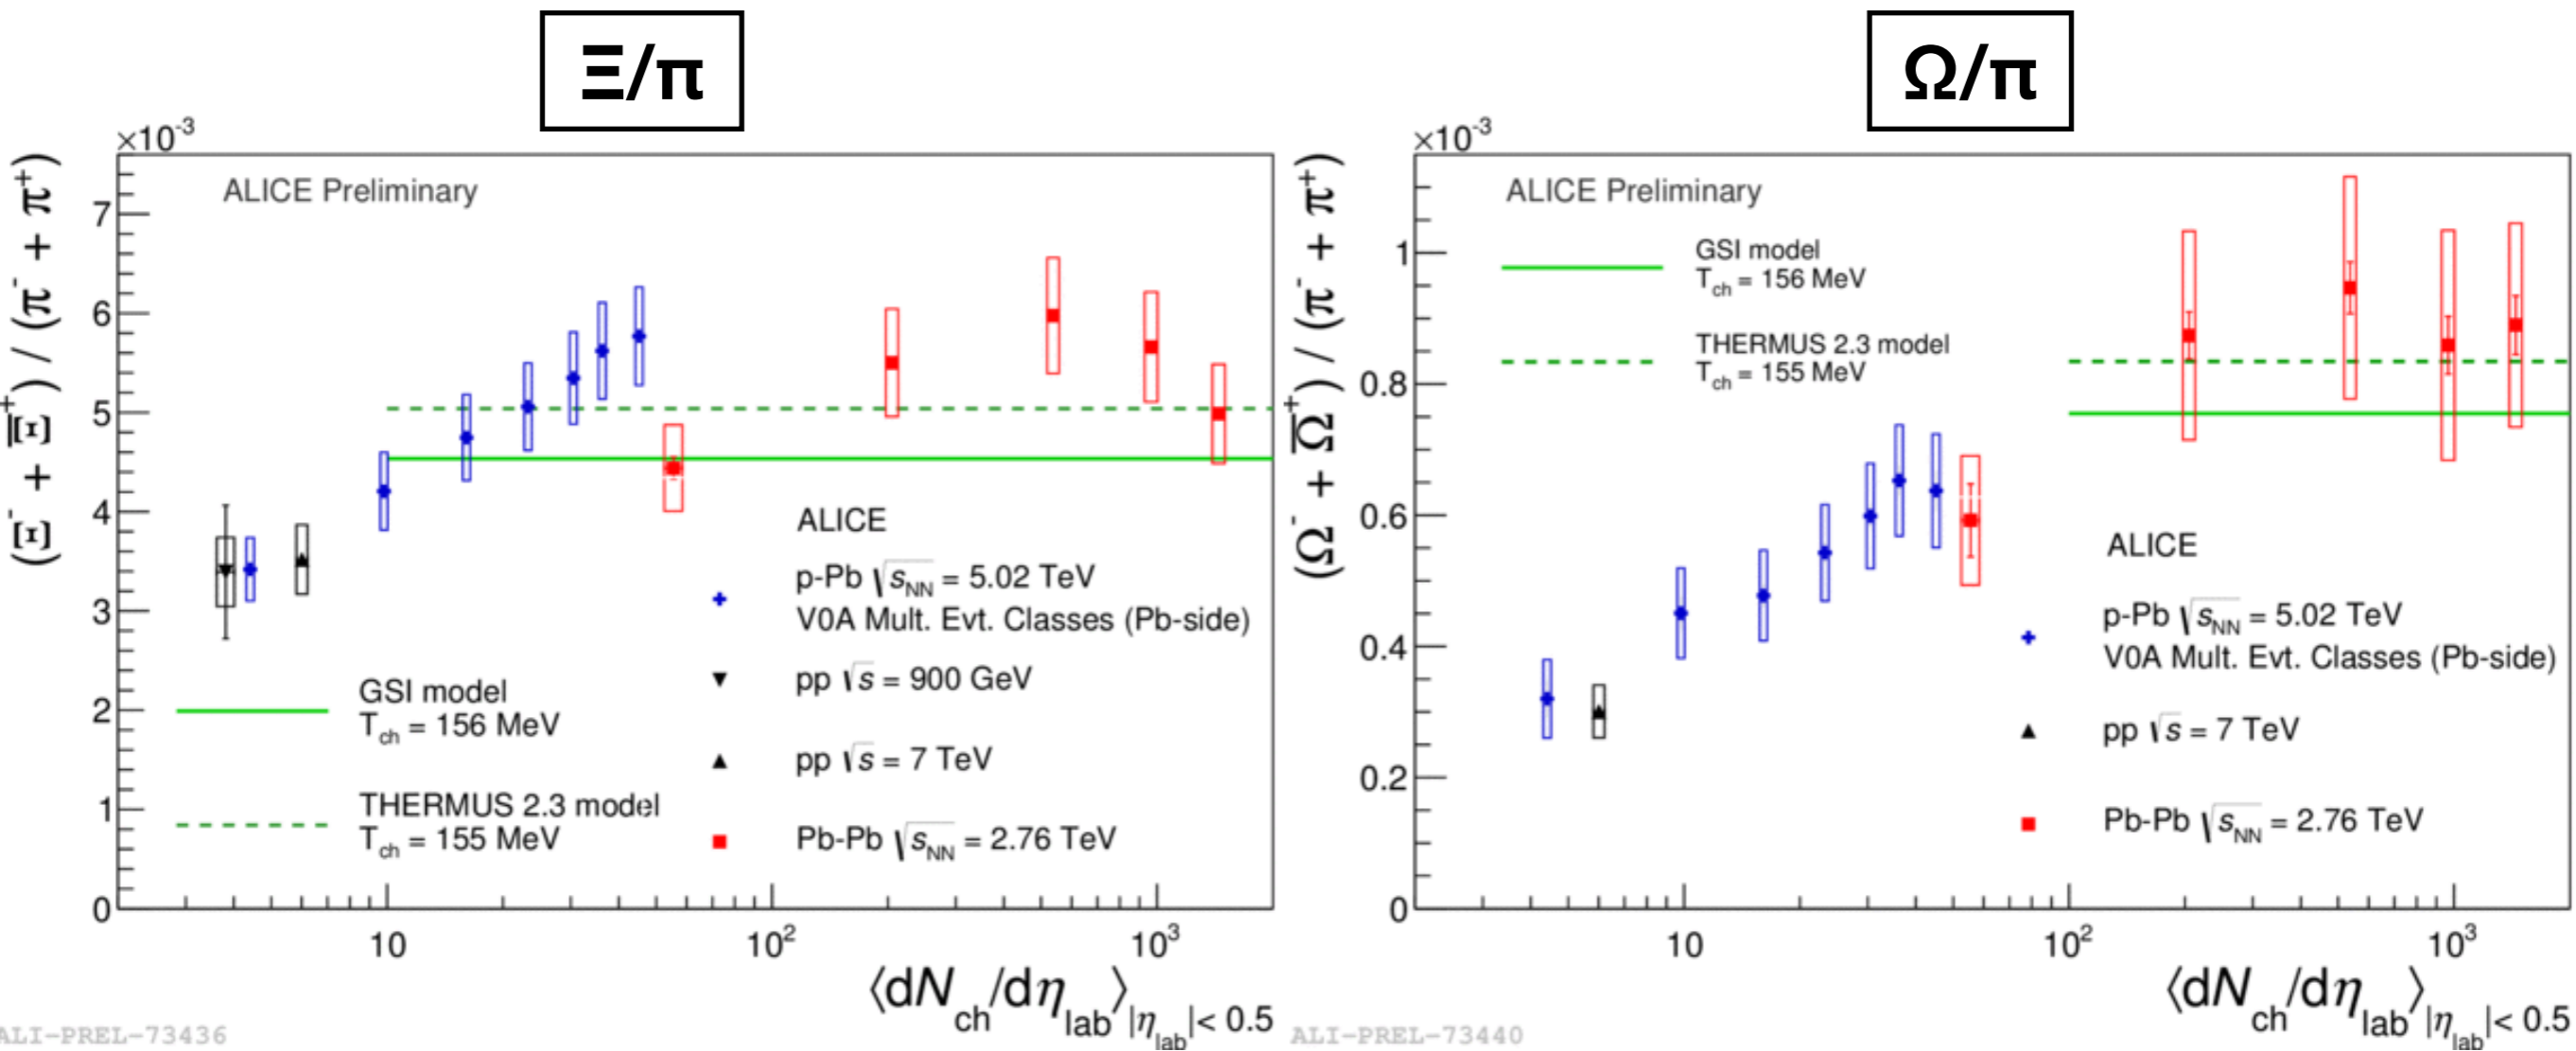 Ξ/π
×10⁻³
(Ξ⁻ + Ξ̅⁺) / (π⁻ + π⁺)
ALICE Preliminary
7
6
5
4
3
2
1
0
ALICE
p-Pb √s_NN = 5.02 TeV
V0A Mult. Evt. Classes (Pb-side)
pp √s = 900 GeV
pp √s = 7 TeV
Pb-Pb √s_NN = 2.76 TeV
GSI model
T_ch = 156 MeV
THERMUS 2.3 model
T_ch = 155 MeV
10 10² 10³
⟨dN_ch/dη_lab⟩_|η_lab|< 0.5
ALI-PREL-73436
Ω/π
×10⁻³
(Ω⁻ + Ω̅⁺) / (π⁻ + π⁺)
ALICE Preliminary
GSI model
T_ch = 156 MeV
THERMUS 2.3 model
T_ch = 155 MeV
1
0.8
0.6
0.4
0.2
0
ALICE
p-Pb √s_NN = 5.02 TeV
V0A Mult. Evt. Classes (Pb-side)
pp √s = 7 TeV
Pb-Pb √s_NN = 2.76 TeV
10 10² 10³
⟨dN_ch/dη_lab⟩_|η_lab|< 0.5
ALI-PREL-73440